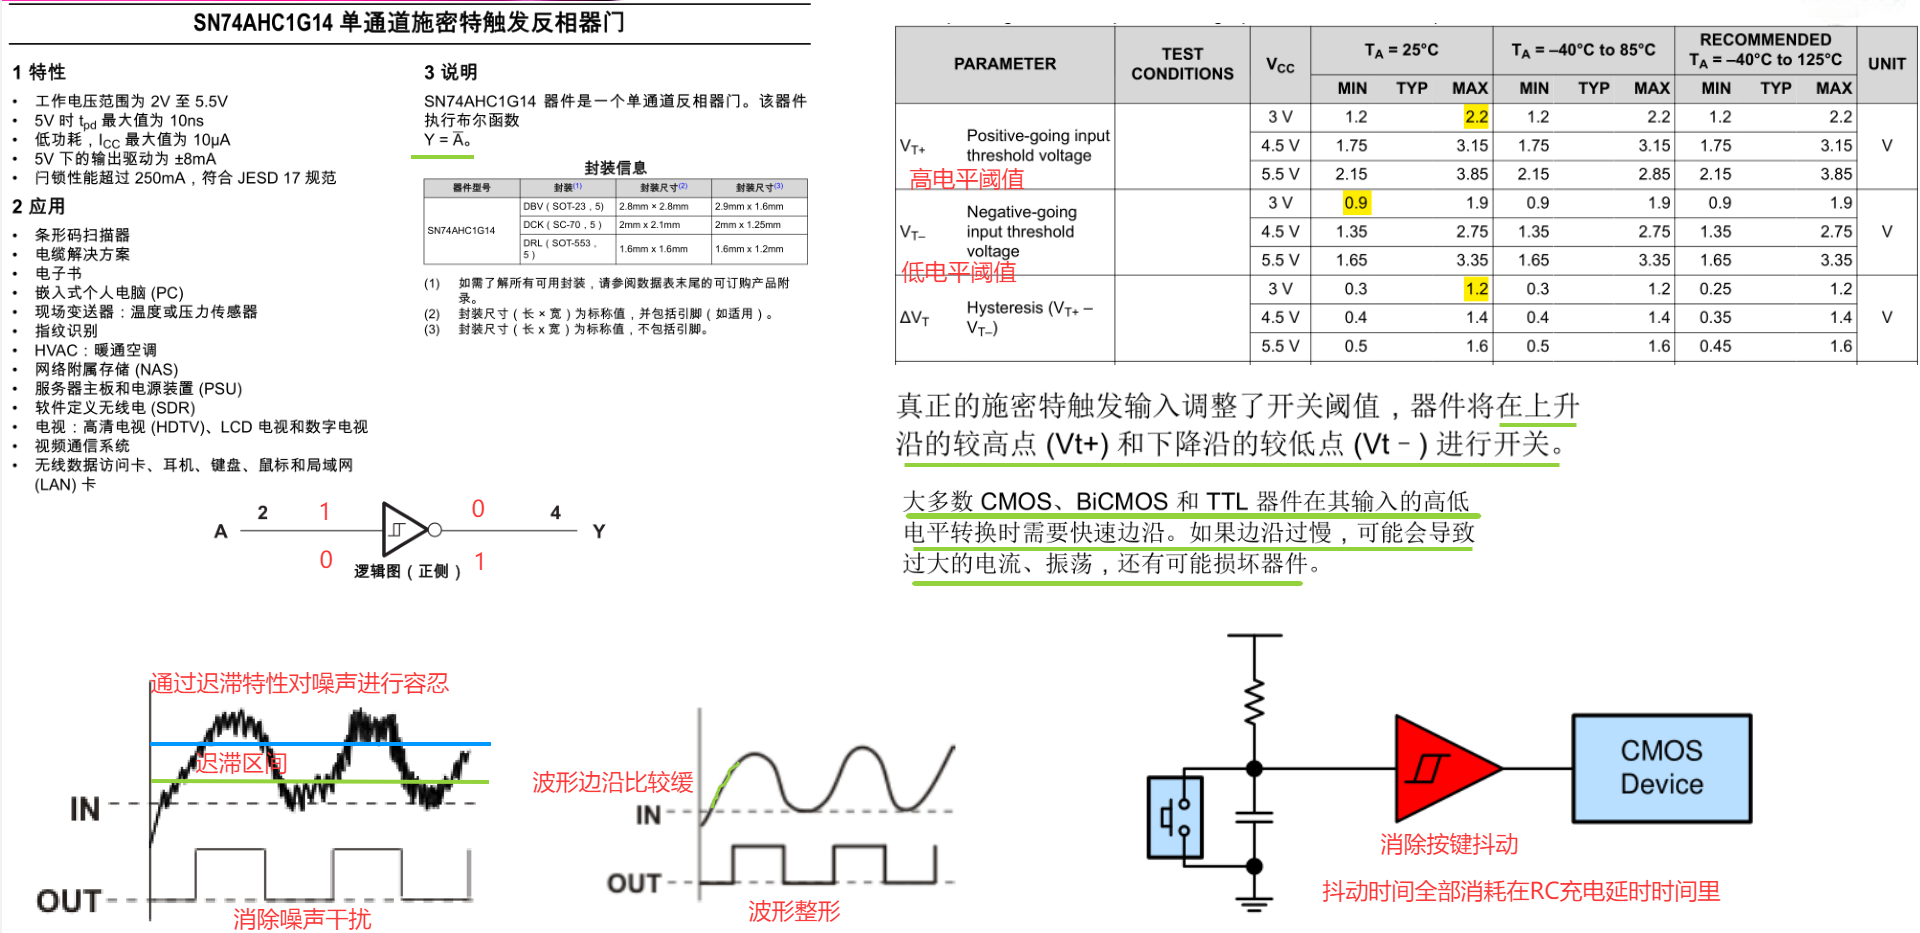 SN74AHC1G14 单通道施密特触发反相器门
1 特性
• 工作电压范围为 2V 至 5.5V
• 5V 时 tpd 最大值为 10ns
• 低功耗，ICC 最大值为 10µA
• 5V 下的输出驱动为 ±8mA
• 闩锁性能超过 250mA，符合 JESD 17 规范
2 应用
• 条形码扫描器
• 电缆解决方案
• 电子书
• 嵌入式个人电脑 (PC)
• 现场变送器：温度或压力传感器
• 指纹识别
• HVAC：暖通空调
• 网络附属存储 (NAS)
• 服务器主板和电源装置 (PSU)
• 软件定义无线电 (SDR)
• 电视：高清电视 (HDTV)、LCD 电视和数字电视
• 视频通信系统
• 无线数据访问卡、耳机、键盘、鼠标和局域网
(LAN) 卡
3 说明
SN74AHC1G14 器件是一个单通道反相器门。该器件
执行布尔函数
Y = A̅。
封装信息
器件型号 封装(1) 封装尺寸(2) 封装尺寸(3)
SN74AHC1G14
DBV（SOT-23，5) 2.8mm × 2.8mm 2.9mm x 1.6mm
DCK（SC-70，5） 2mm x 2.1mm 2mm x 1.25mm
DRL（SOT-553，
5） 1.6mm x 1.6mm 1.6mm x 1.2mm
(1) 如需了解所有可用封装，请参阅数据表末尾的可订购产品附
录。
(2) 封装尺寸（长 × 宽）为标称值，并包括引脚（如适用）。
(3) 封装尺寸（长 x 宽）为标称值，不包括引脚。
A 2 1 0 4 Y
0 1
逻辑图（正侧）
PARAMETER TEST CONDITIONS VCC TA = 25°C TA = –40°C to 85°C RECOMMENDED TA = –40°C to 125°C UNIT
MIN TYP MAX MIN TYP MAX MIN TYP MAX
VT+ Positive-going input threshold voltage
高电平阈值
3 V 1.2 2.2 1.2 2.2 1.2 2.2
4.5 V 1.75 3.15 1.75 3.15 1.75 3.15 V
5.5 V 2.15 3.85 2.15 2.85 2.15 3.85
VT– Negative-going input threshold voltage
低电平阈值
3 V 0.9 1.9 0.9 1.9 0.9 1.9
4.5 V 1.35 2.75 1.35 2.75 1.35 2.75 V
5.5 V 1.65 3.35 1.65 3.35 1.65 3.35
ΔVT Hysteresis (VT+ – VT–)
3 V 0.3 1.2 0.3 1.2 0.25 1.2
4.5 V 0.4 1.4 0.4 1.4 0.35 1.4 V
5.5 V 0.5 1.6 0.5 1.6 0.45 1.6
真正的施密特触发输入调整了开关阈值，器件将在上升
沿的较高点 (Vt+) 和下降沿的较低点 (Vt－) 进行开关。
大多数 CMOS、BiCMOS 和 TTL 器件在其输入的高低
电平转换时需要快速边沿。如果边沿过慢，可能会导致
过大的电流、振荡，还有可能损坏器件。
通过迟滞特性对噪声进行容忍
迟滞区间
IN
OUT
消除噪声干扰
波形边沿比较缓
IN
OUT
波形整形
CMOS
Device
消除按键抖动
抖动时间全部消耗在RC充电延时时间里